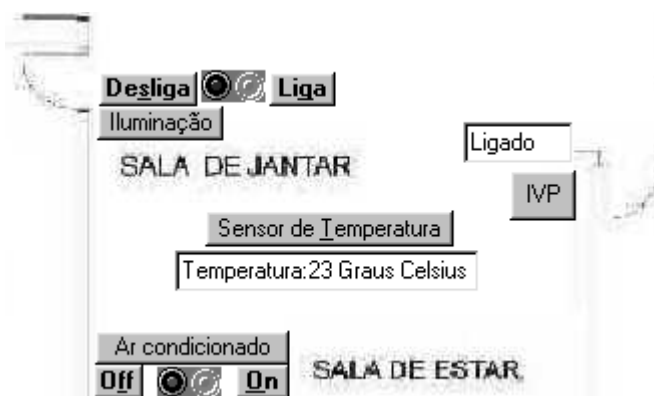 Desliga Liga
Iluminação
Ligado
SALA DE JANTAR
IVP
Sensor de Temperatura
Temperatura:23 Graus Celsius
Ar condicionado
Off On
SALA DE ESTAR